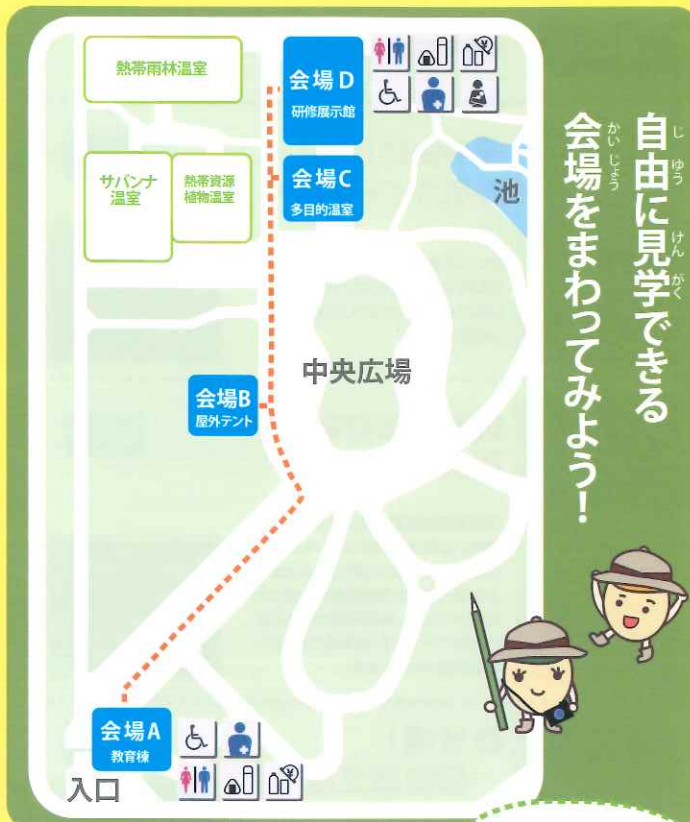 自由に見学できる
会場をまわってみよう!
じゆう
けんがく
かいじょう
熱帯雨林温室
会場D
研修展示館
サバンナ
温室
熱帯資源
植物温室
会場C
多目的温室
池
中央広場
会場B
屋外テント
会場A
教育棟
入口